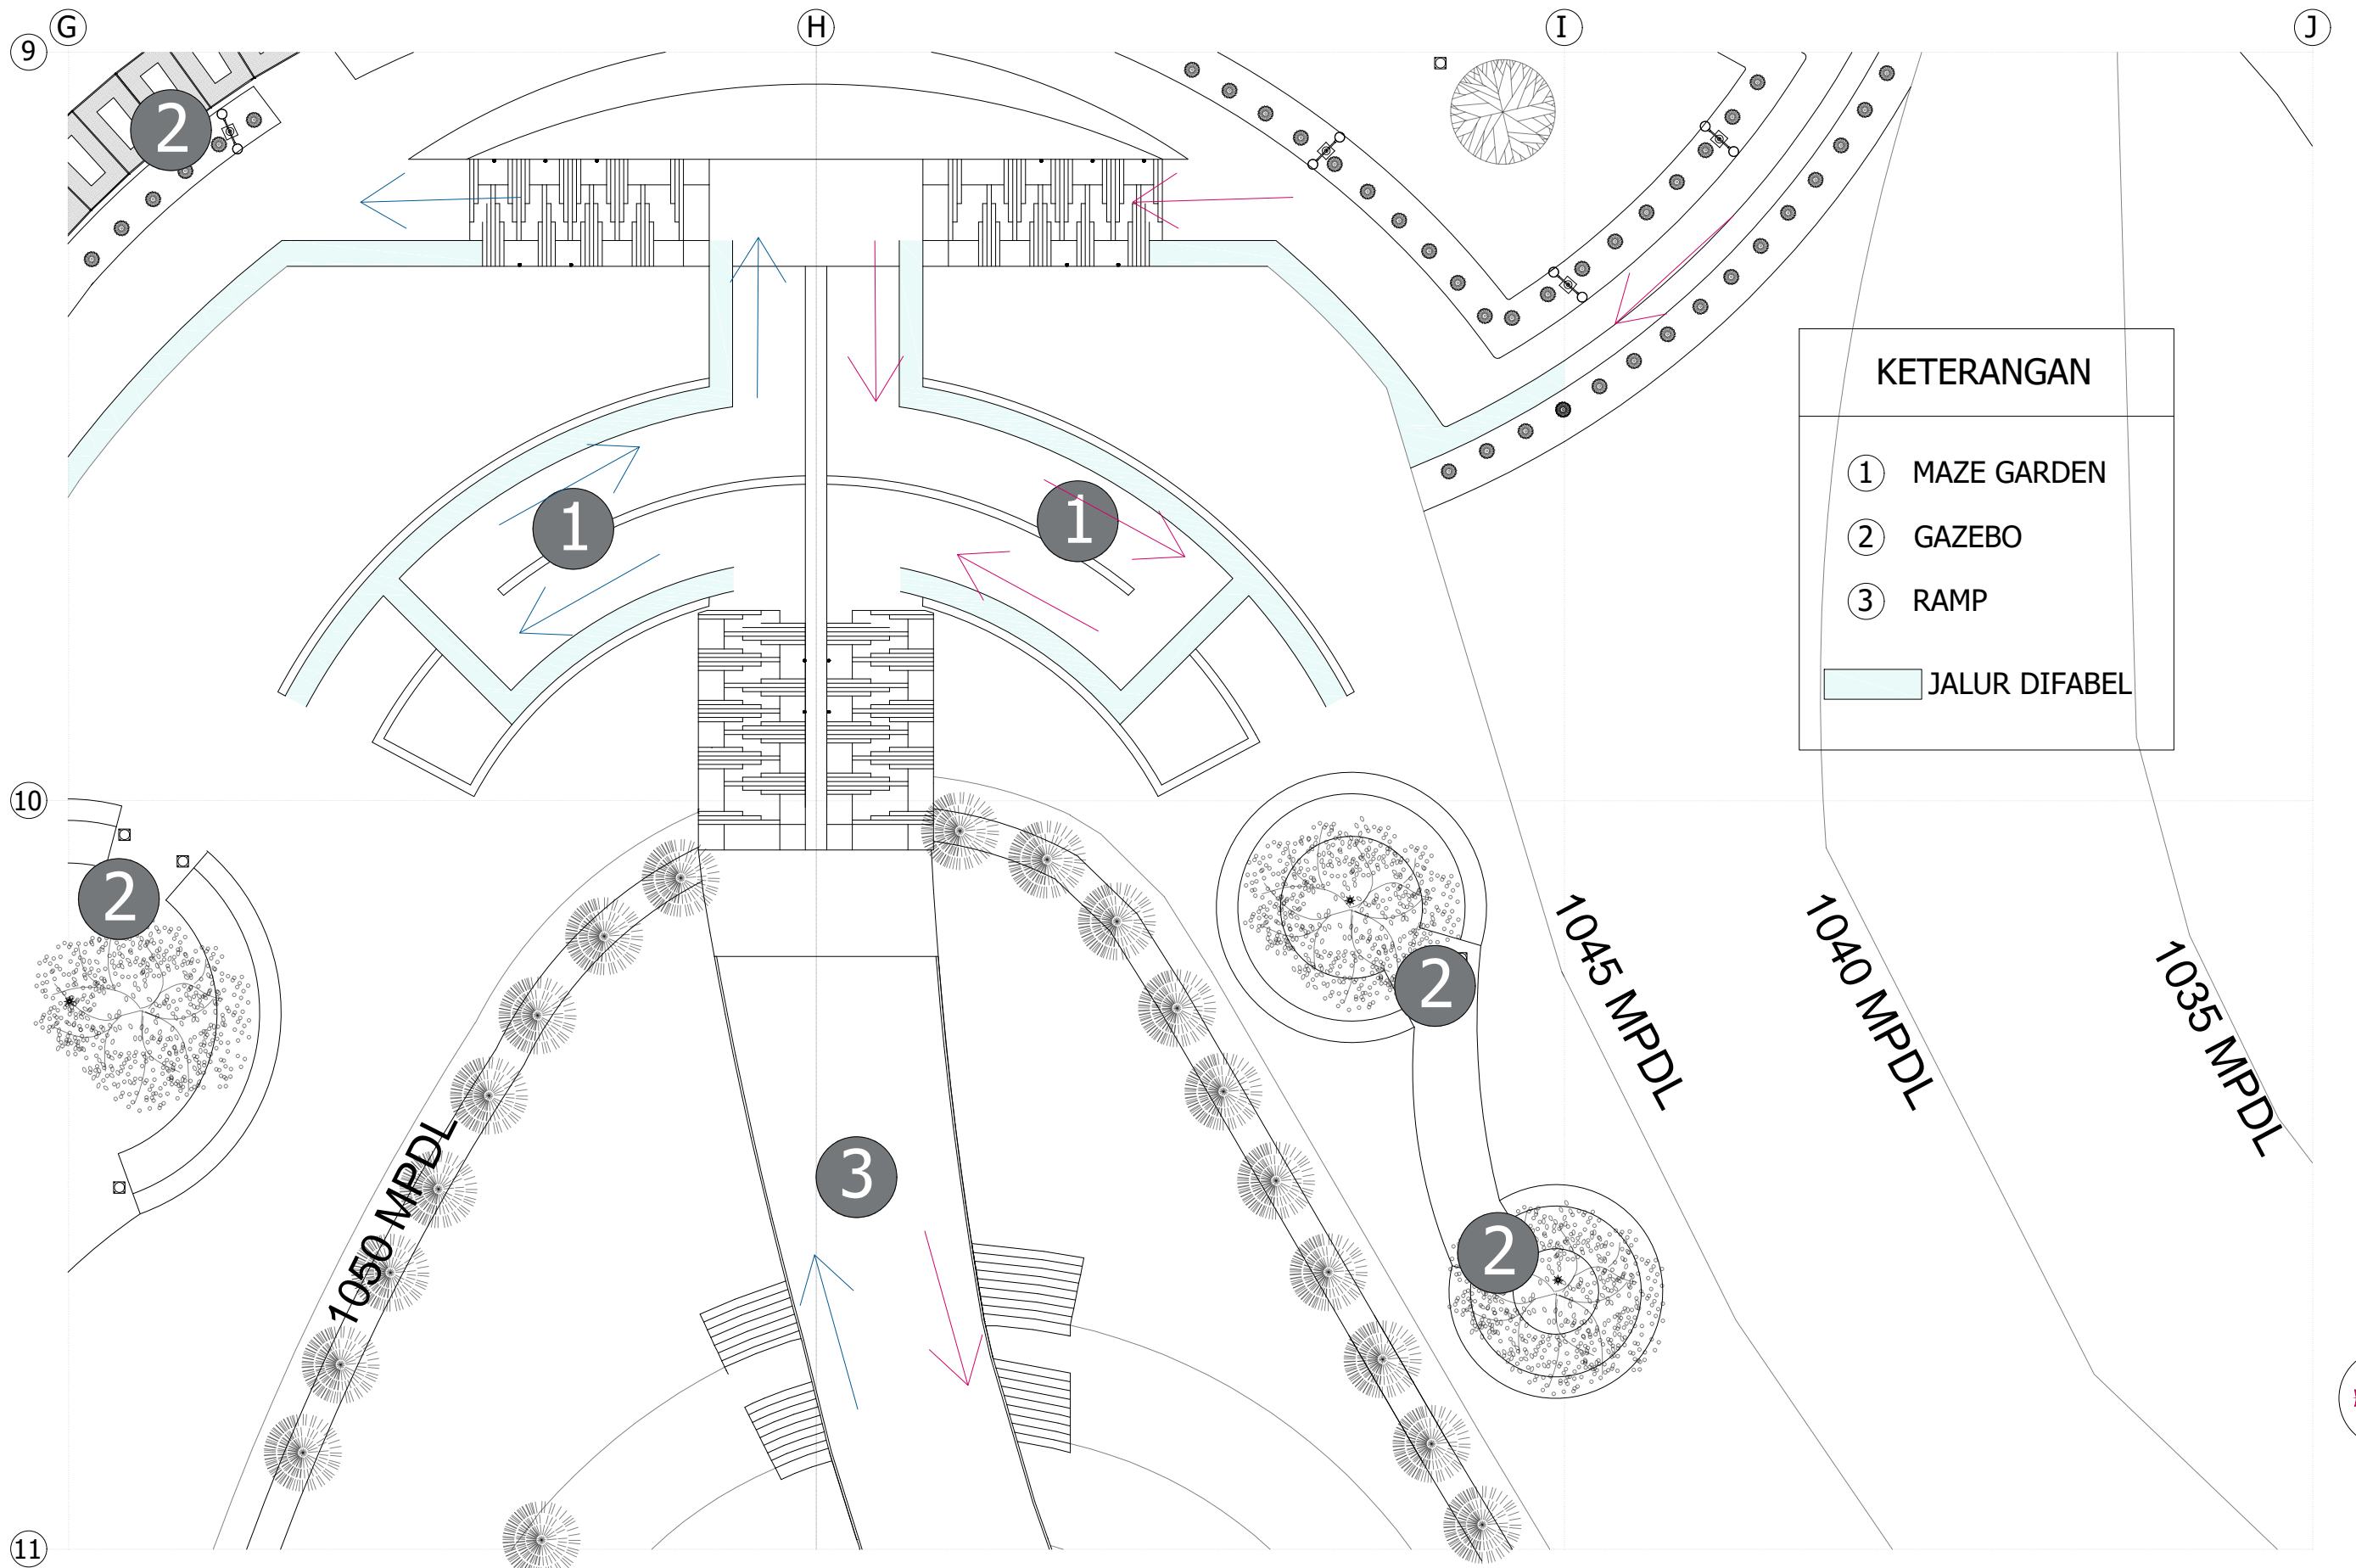 G
H
I
J
9
2
KETERANGAN
1 MAZE GARDEN
2 GAZEBO
3 RAMP
JALUR DIFABEL
1
1
10
2
2
1045 MPDL
1040 MPDL
1035 MPDL
1050 MPDL
3
2
11